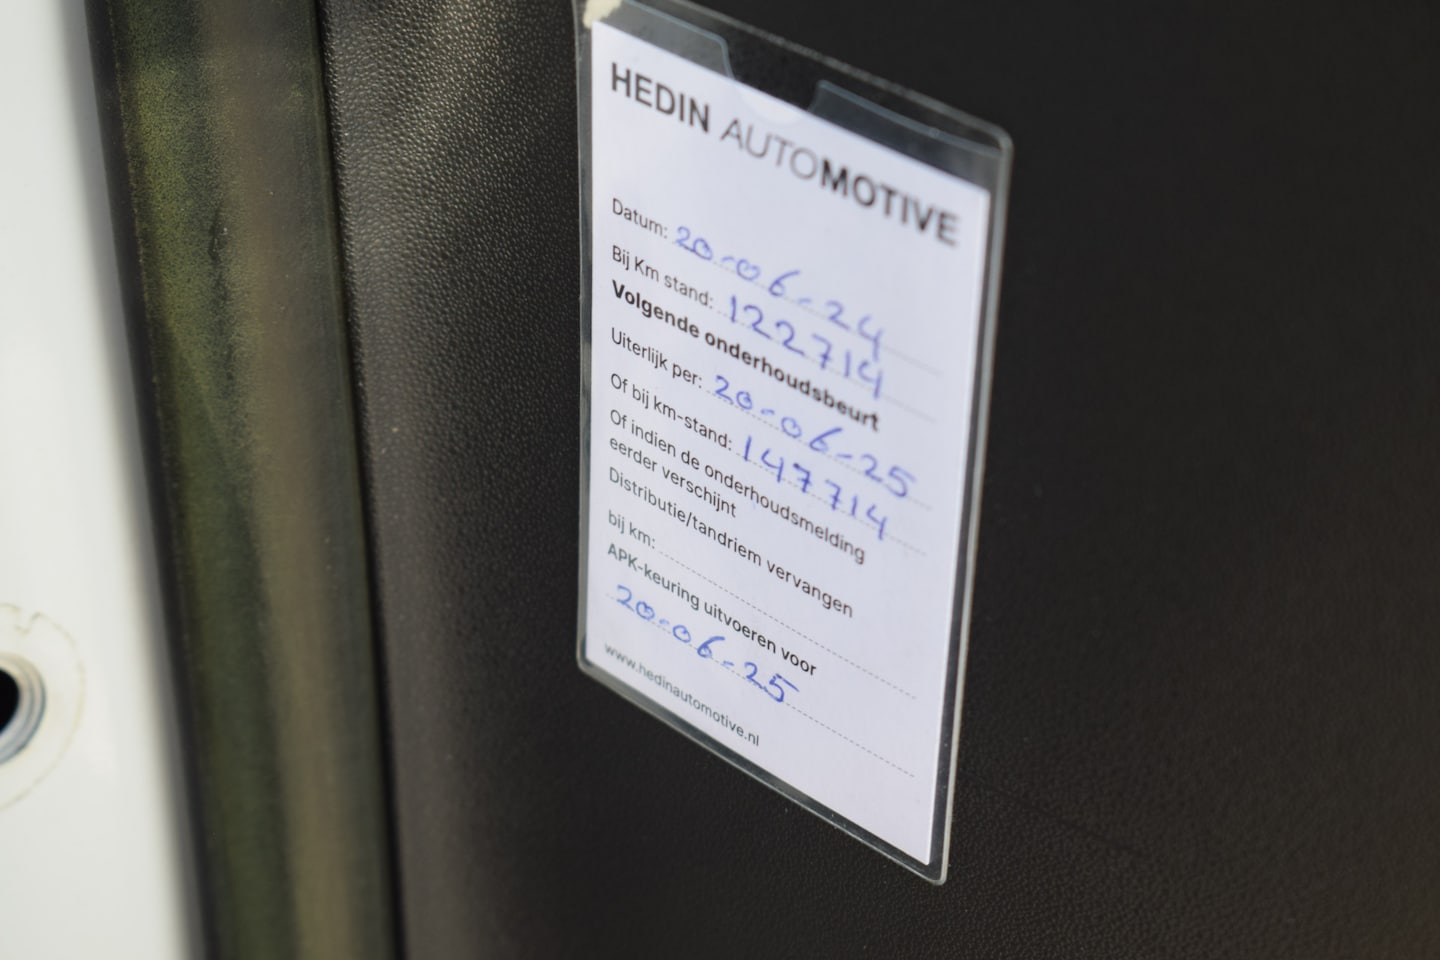 HEDIN AUTOMOTIVE
Datum: 20-06-24
Bij Km stand: 122714
Volgende onderhoudsbeurt
Uiterlijk per: 20-06-25
Of bij km-stand: 147714
Of indien de onderhoudsmelding
eerder verschijnt
Distributie/tandriem vervangen
bij km:
APK-keuring uitvoeren voor
20-06-25
www.hedinautomotive.nl